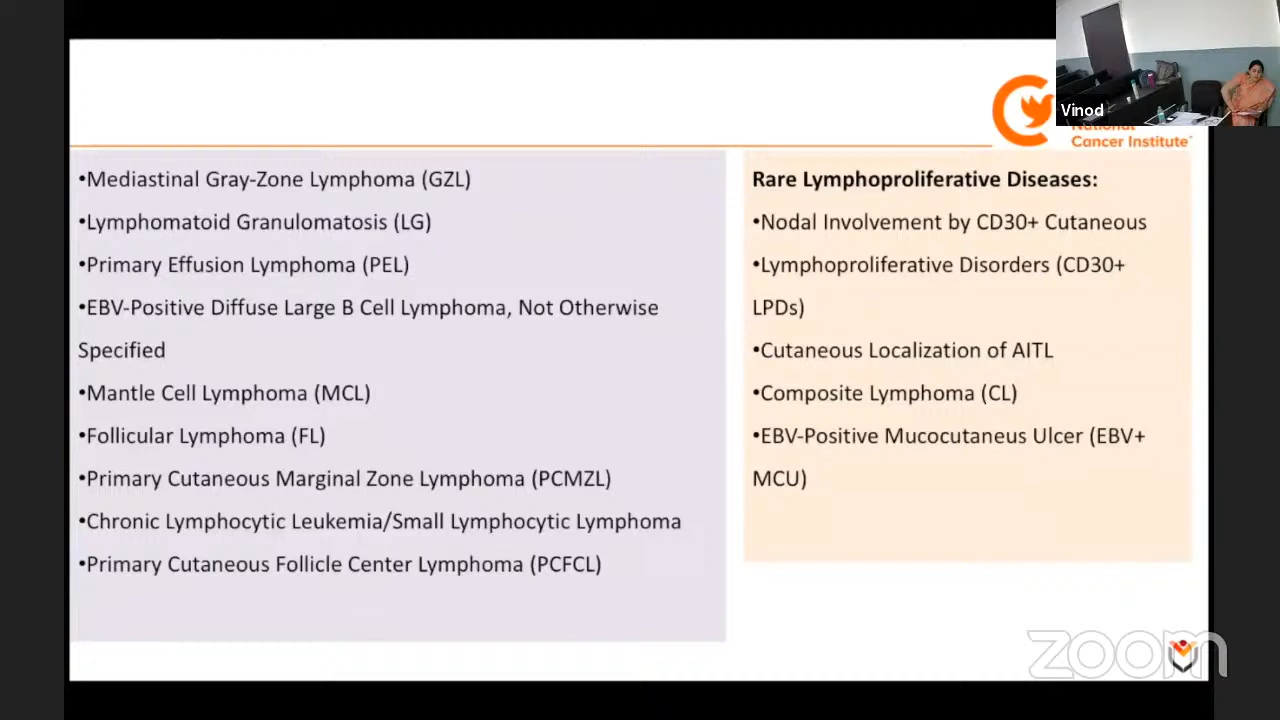 Vinod
National
Cancer Institute
•Mediastinal Gray-Zone Lymphoma (GZL)
•Lymphomatoid Granulomatosis (LG)
•Primary Effusion Lymphoma (PEL)
•EBV-Positive Diffuse Large B Cell Lymphoma, Not Otherwise
Specified
•Mantle Cell Lymphoma (MCL)
•Follicular Lymphoma (FL)
•Primary Cutaneous Marginal Zone Lymphoma (PCMZL)
•Chronic Lymphocytic Leukemia/Small Lymphocytic Lymphoma
•Primary Cutaneous Follicle Center Lymphoma (PCFCL)
Rare Lymphoproliferative Diseases:
•Nodal Involvement by CD30+ Cutaneous
•Lymphoproliferative Disorders (CD30+
LPDs)
•Cutaneous Localization of AITL
•Composite Lymphoma (CL)
•EBV-Positive Mucocutaneus Ulcer (EBV+
MCU)
zoom